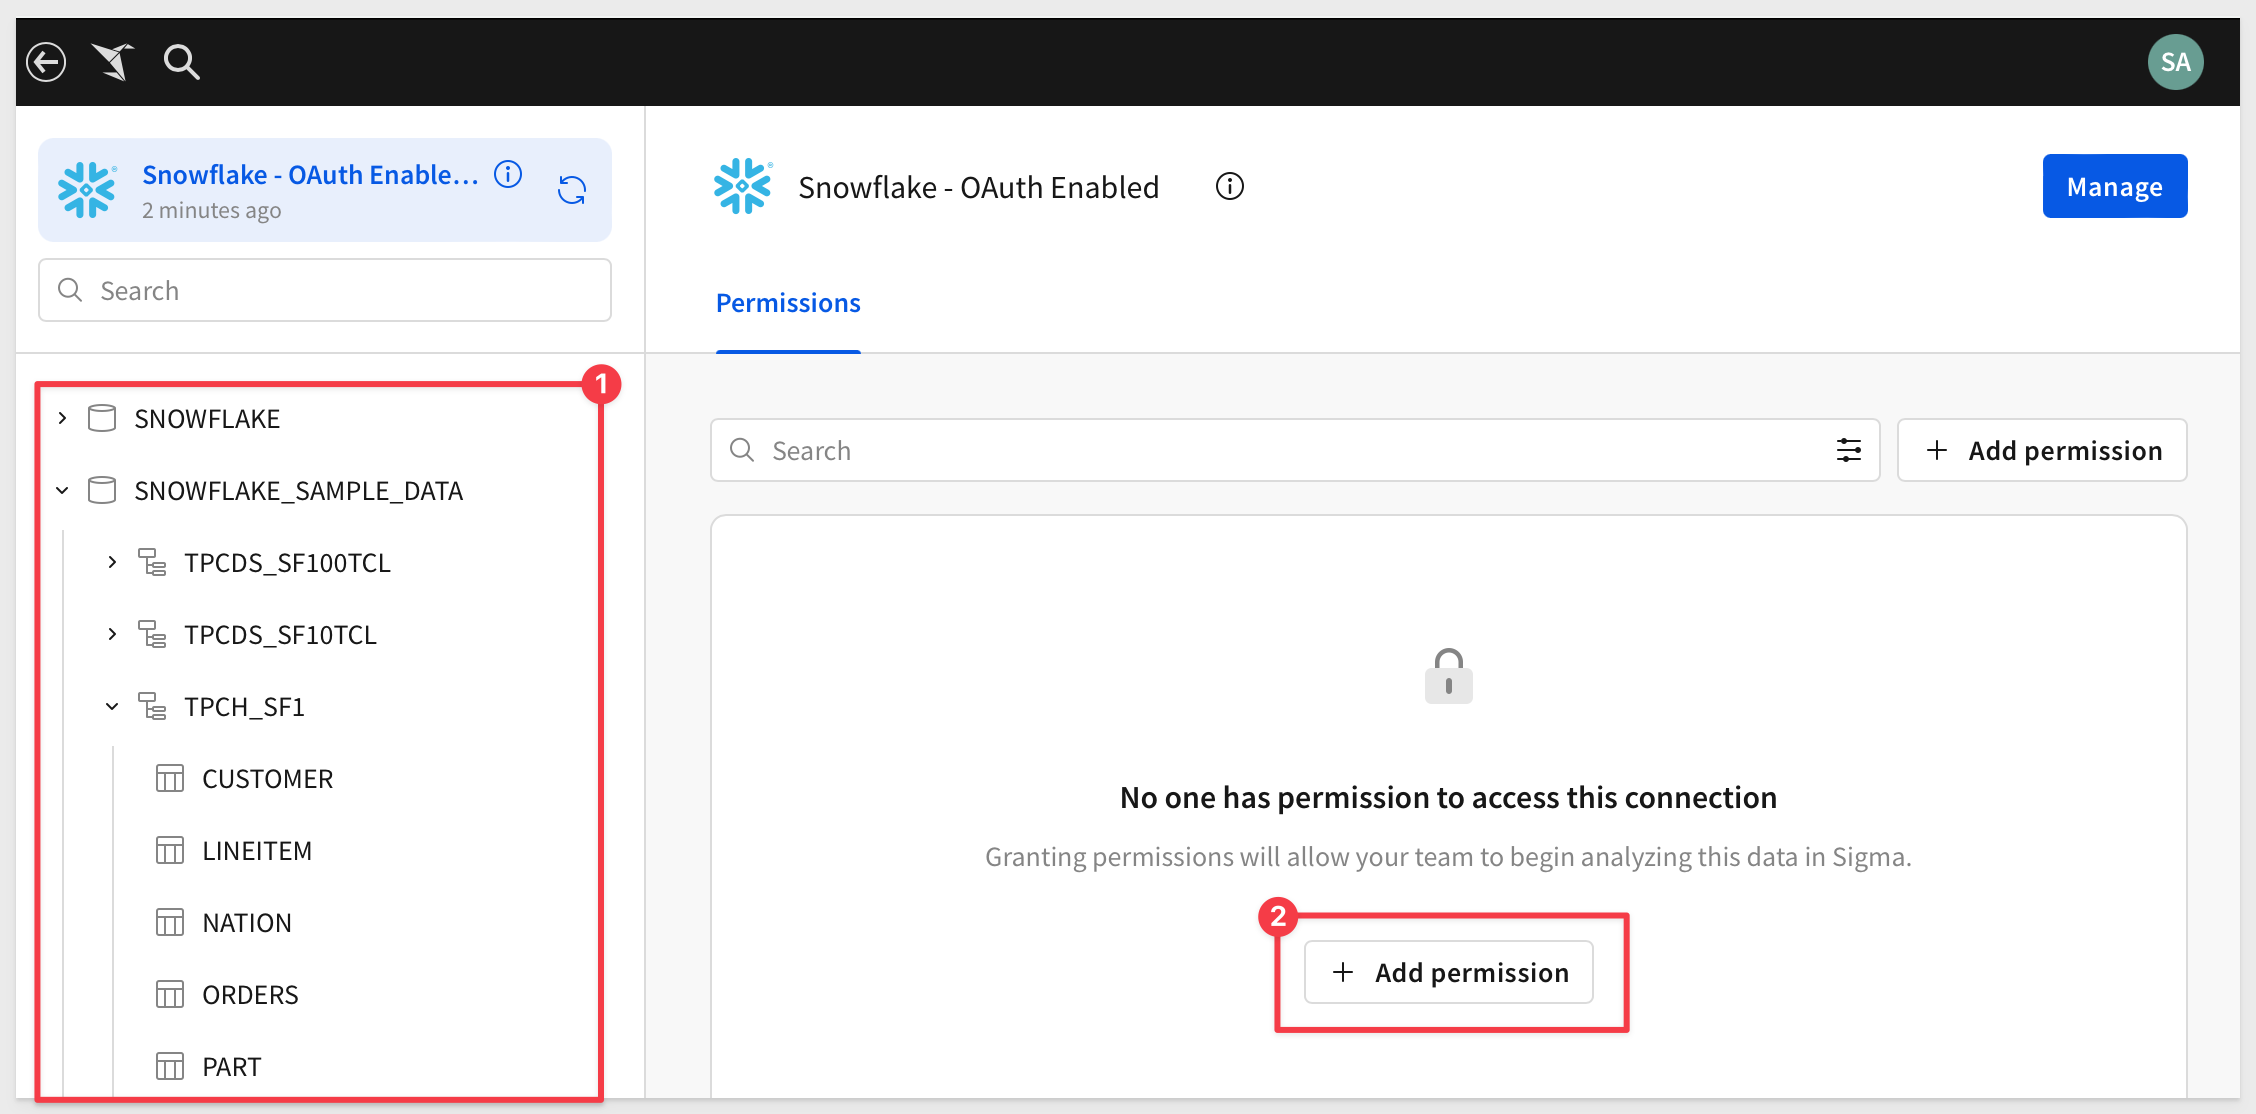 SA
Snowflake - OAuth Enable...
2 minutes ago
Search
1
SNOWFLAKE
SNOWFLAKE_SAMPLE_DATA
TPCDS_SF100TCL
TPCDS_SF10TCL
TPCH_SF1
CUSTOMER
LINEITEM
NATION
ORDERS
PART
Snowflake - OAuth Enabled
Manage
Permissions
Search
Add permission
No one has permission to access this connection
Granting permissions will allow your team to begin analyzing this data in Sigma.
2
Add permission